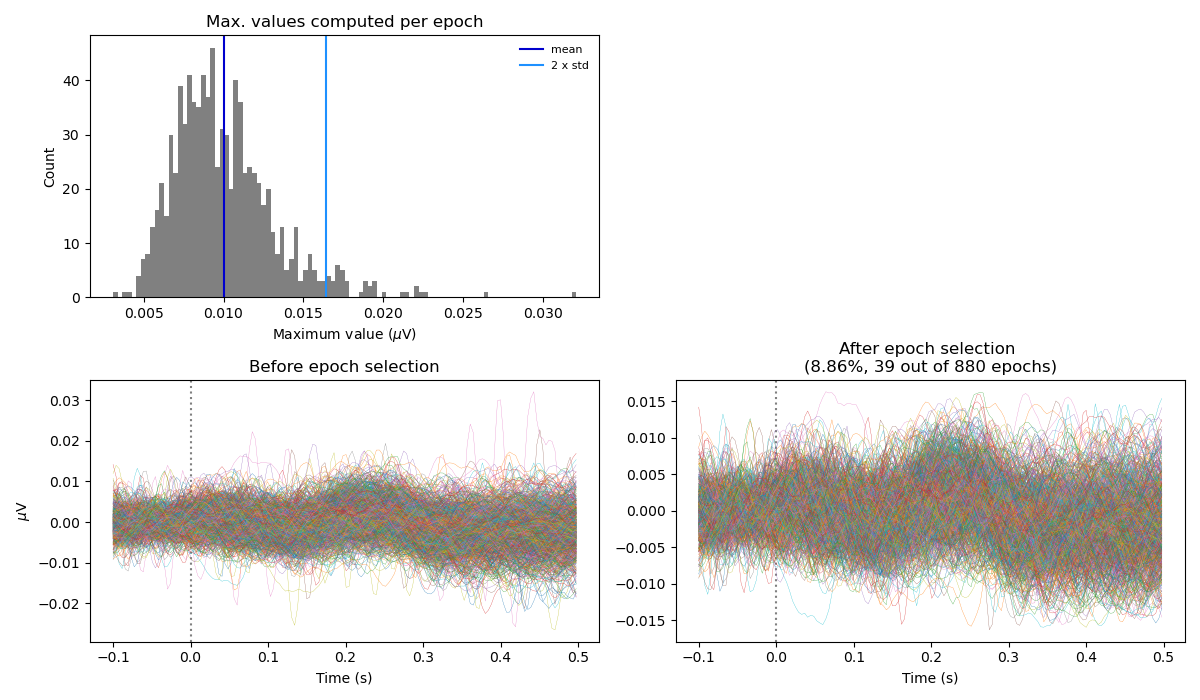 Max. values computed per epoch
mean
2 x std
Count
40
30
20
10
0
0.005 0.010 0.015 0.020 0.025 0.030
Maximum value (μV)
Before epoch selection
μV
0.03
0.02
0.01
0.00
−0.01
−0.02
−0.1 0.0 0.1 0.2 0.3 0.4 0.5
Time (s)
After epoch selection
(8.86%, 39 out of 880 epochs)
0.015
0.010
0.005
0.000
−0.005
−0.010
−0.015
−0.1 0.0 0.1 0.2 0.3 0.4 0.5
Time (s)